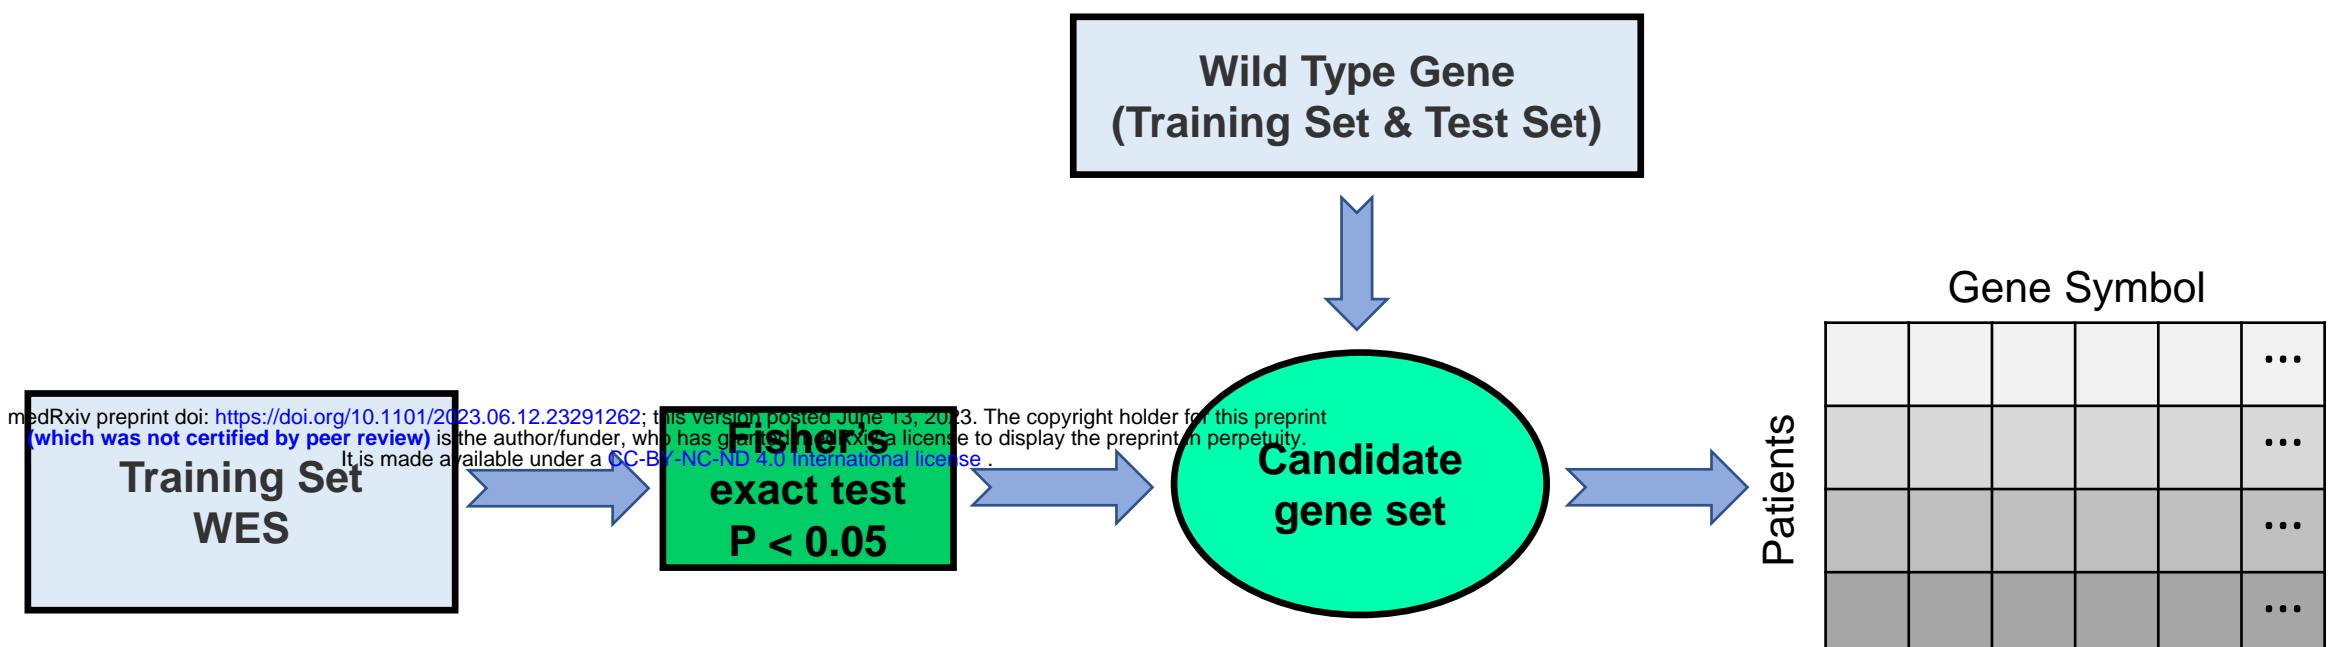 Wild Type Gene
(Training Set & Test Set)
Gene Symbol
Patients
...
...
...
...
medRxiv preprint doi: https://doi.org/10.1101/2023.06.12.23291262; this version posted June 13, 2023. The copyright holder for this preprint
(which was not certified by peer review) is the author/funder, who has granted medRxiv a license to display the preprint in perpetuity.
It is made available under a CC-BY-NC-ND 4.0 International license .
Training Set
WES
Fisher's
exact test
P < 0.05
Candidate
gene set